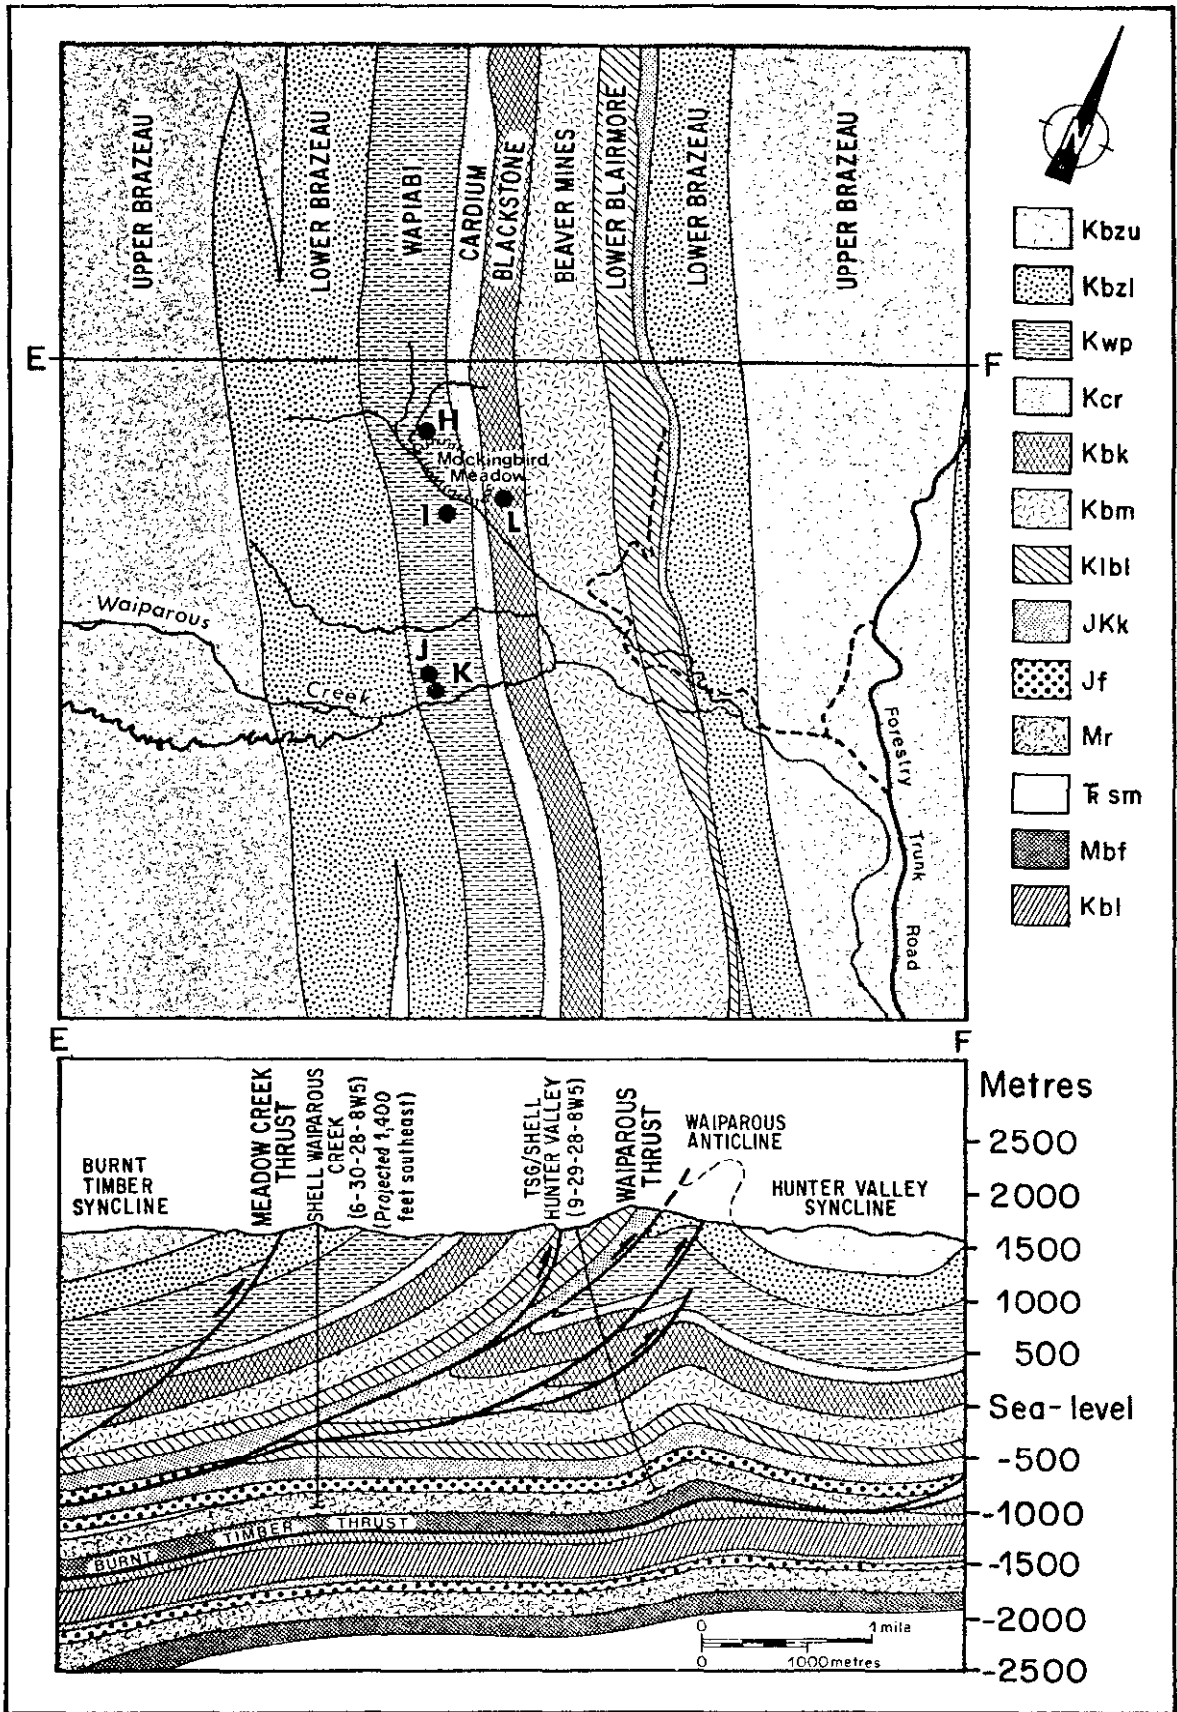 UPPER BRAZEAU
LOWER BRAZEAU
WAPIABI
CARDIUM
BLACKSTONE
BEAVER MINES
LOWER BLAIRMORE
LOWER BRAZEAU
UPPER BRAZEAU
E
F
H
Mockingbird
Meadow
I
L
Waiparous
Creek
J
K
Forestry
Trunk
Road
Kbzu
Kbzl
Kwp
Kcr
Kbk
Kbm
Klbl
JKk
Jf
Mr
T̅R sm
Mbf
Kbl
E
F
BURNT
TIMBER
SYNCLINE
MEADOW CREEK
THRUST
SHELL WAIPAROUS
CREEK
(6-30-28-8W5)
(Projected 1,400
feet southeast)
TSG/SHELL
HUNTER VALLEY
(9-29-28-8W5)
WAIPAROUS
THRUST
WAIPAROUS
ANTICLINE
HUNTER VALLEY
SYNCLINE
Metres
2500
2000
1500
1000
500
Sea-level
-500
-1000
-1500
-2000
-2500
BURNT TIMBER THRUST
0 1 mile
0 1000 metres